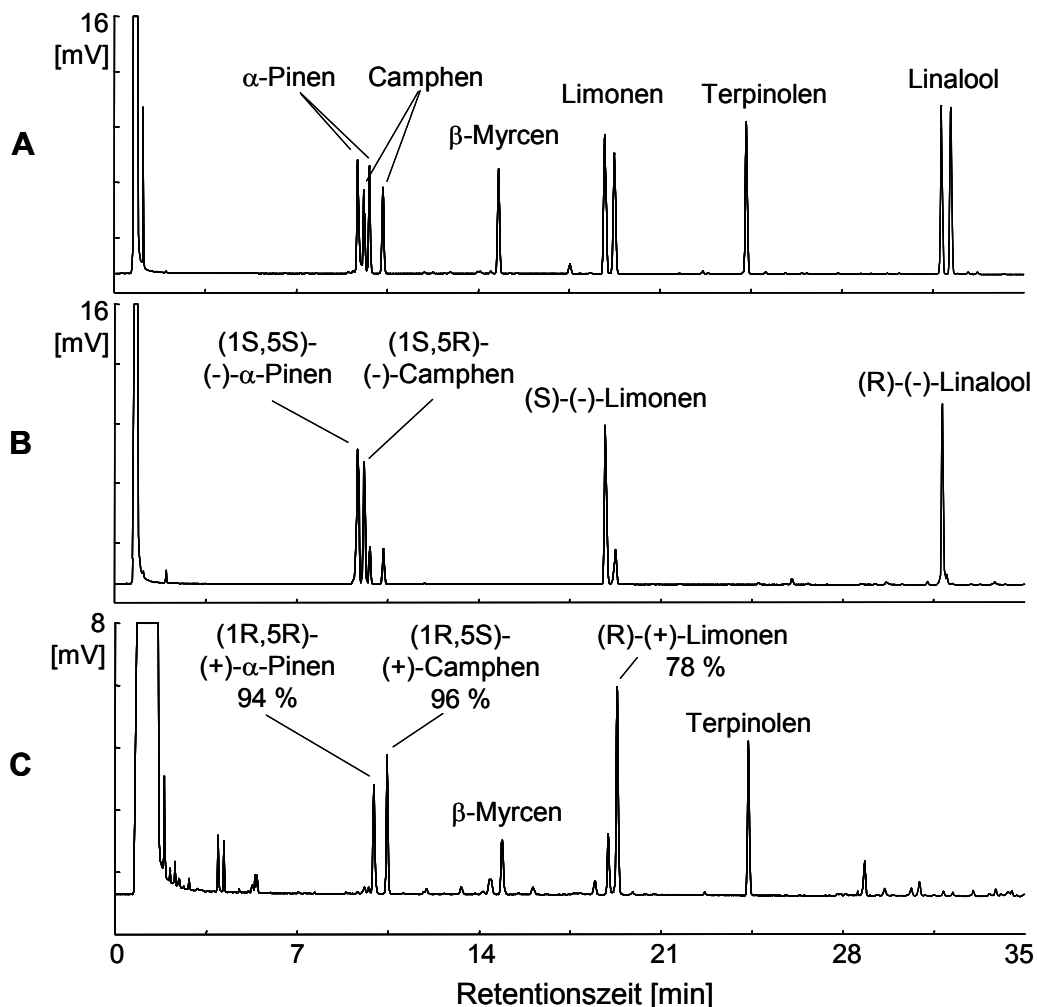 16
[mV]
A
α-Pinen
Camphen
β-Myrcen
Limonen
Terpinolen
Linalool
16
[mV]
B
(1S,5S)-
(-)-α-Pinen
(1S,5R)-
(-)-Camphen
(S)-(-)-Limonen
(R)-(-)-Linalool
8
[mV]
C
(1R,5R)-
(+)-α-Pinen
94 %
(1R,5S)-
(+)-Camphen
96 %
β-Myrcen
(R)-(+)-Limonen
78 %
Terpinolen
0 7 14 21 28 35
Retentionszeit [min]